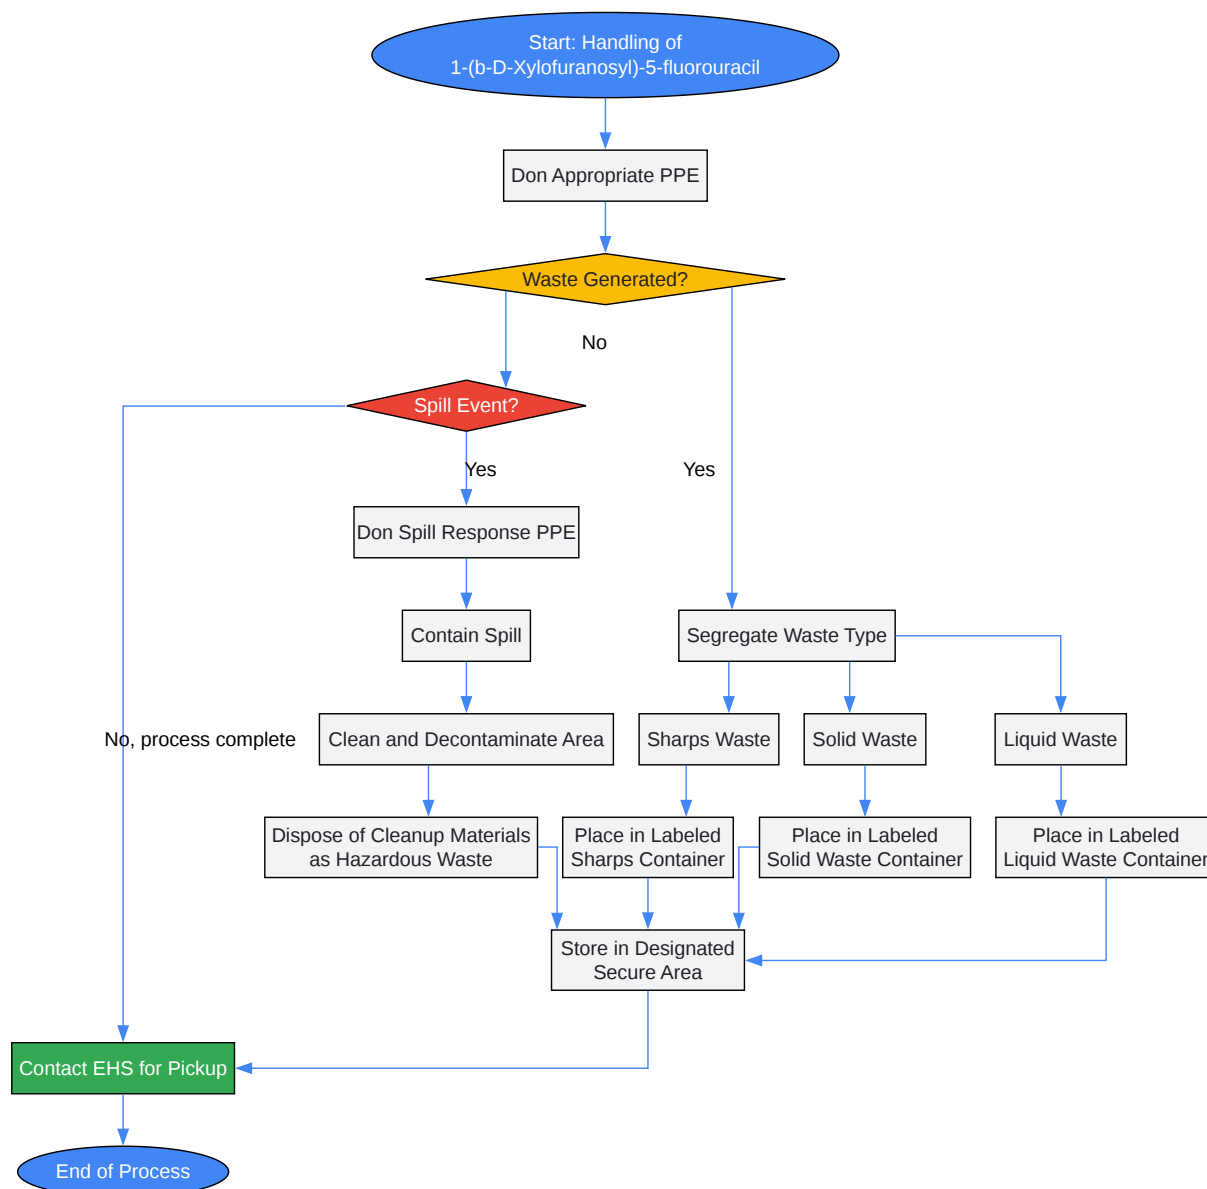 Start: Handling of
1-(b-D-Xylofuranosyl)-5-fluorouracil
Don Appropriate PPE
Waste Generated?
No
Spill Event?
Yes
Yes
Don Spill Response PPE
Contain Spill
Segregate Waste Type
No, process complete
Clean and Decontaminate Area
Sharps Waste
Solid Waste
Liquid Waste
Dispose of Cleanup Materials
as Hazardous Waste
Place in Labeled
Sharps Container
Place in Labeled
Solid Waste Container
Place in Labeled
Liquid Waste Container
Store in Designated
Secure Area
Contact EHS for Pickup
End of Process